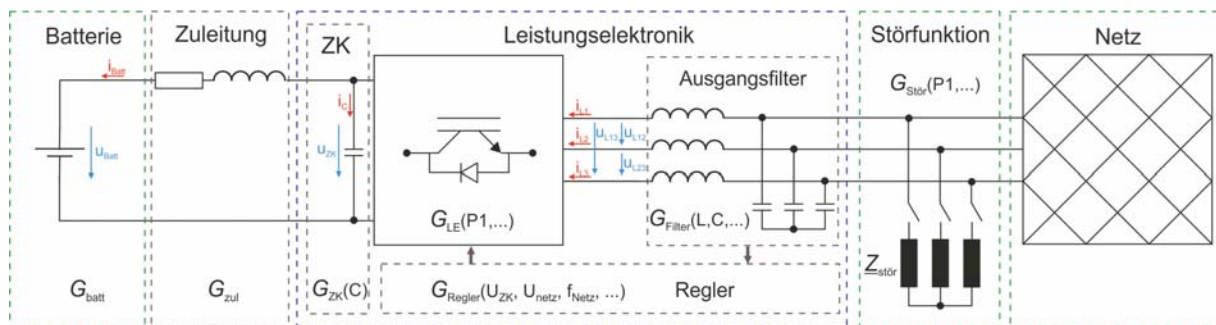 Batterie
Zuleitung
ZK
Leistungselektronik
Störfunktion
Netz
Ausgangsfilter
i_Batt
i_C
i_L1
i_L2
i_L3
u_L13
u_L12
u_L23
u_Batt
u_ZK
G_Stör(P1,...)
G_LE(P1,...)
G_Filter(L,C,...)
Z_stör
G_batt
G_zul
G_ZK(C)
G_Regler(U_ZK, U_netz, f_Netz, ...)
Regler